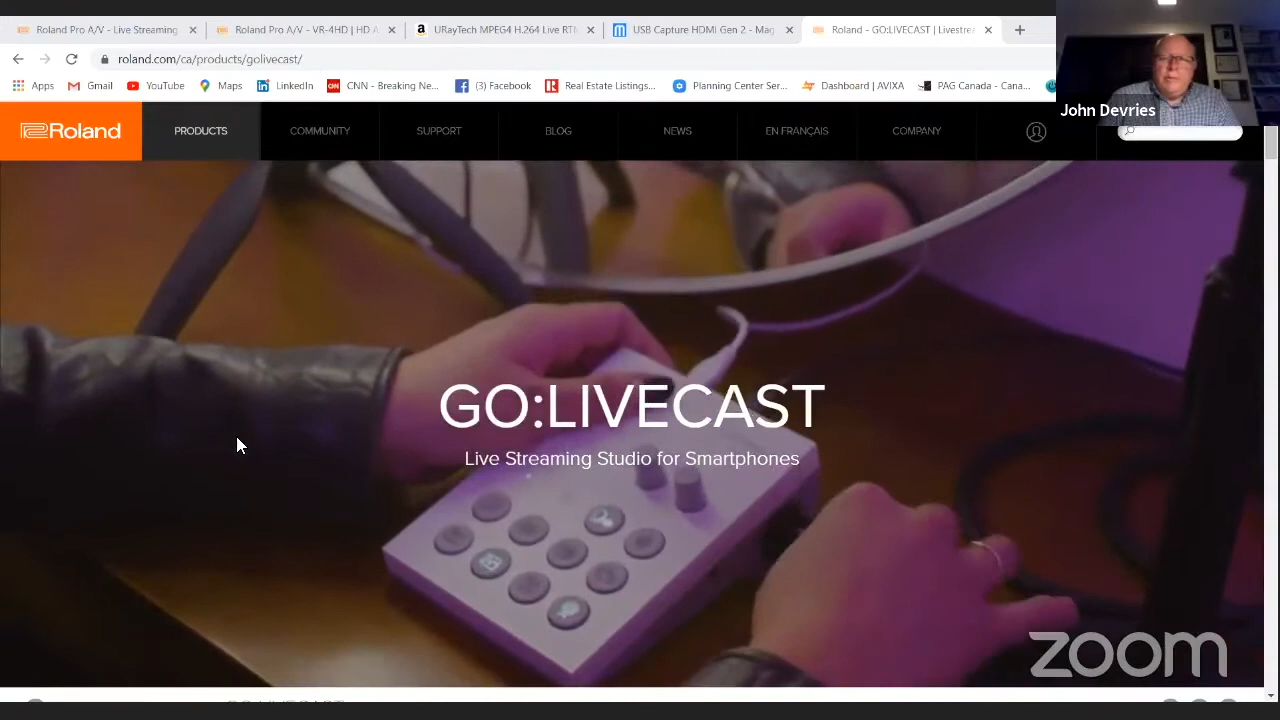 Roland Pro A/V - Live Streaming
Roland Pro A/V - VR-4HD | HD A
URayTech MPEG4 H.264 Live RTM
USB Capture HDMI Gen 2 - Mag
Roland - GO:LIVECAST | Livestrea
roland.com/ca/products/golivecast/
Apps
Gmail
YouTube
Maps
LinkedIn
CNN - Breaking Ne...
(3) Facebook
Real Estate Listings...
Planning Center Ser...
Dashboard | AVIXA
PAG Canada - Cana...
John Devries
Roland
PRODUCTS
COMMUNITY
SUPPORT
BLOG
NEWS
EN FRANÇAIS
COMPANY
GO:LIVECAST
Live Streaming Studio for Smartphones
zoom